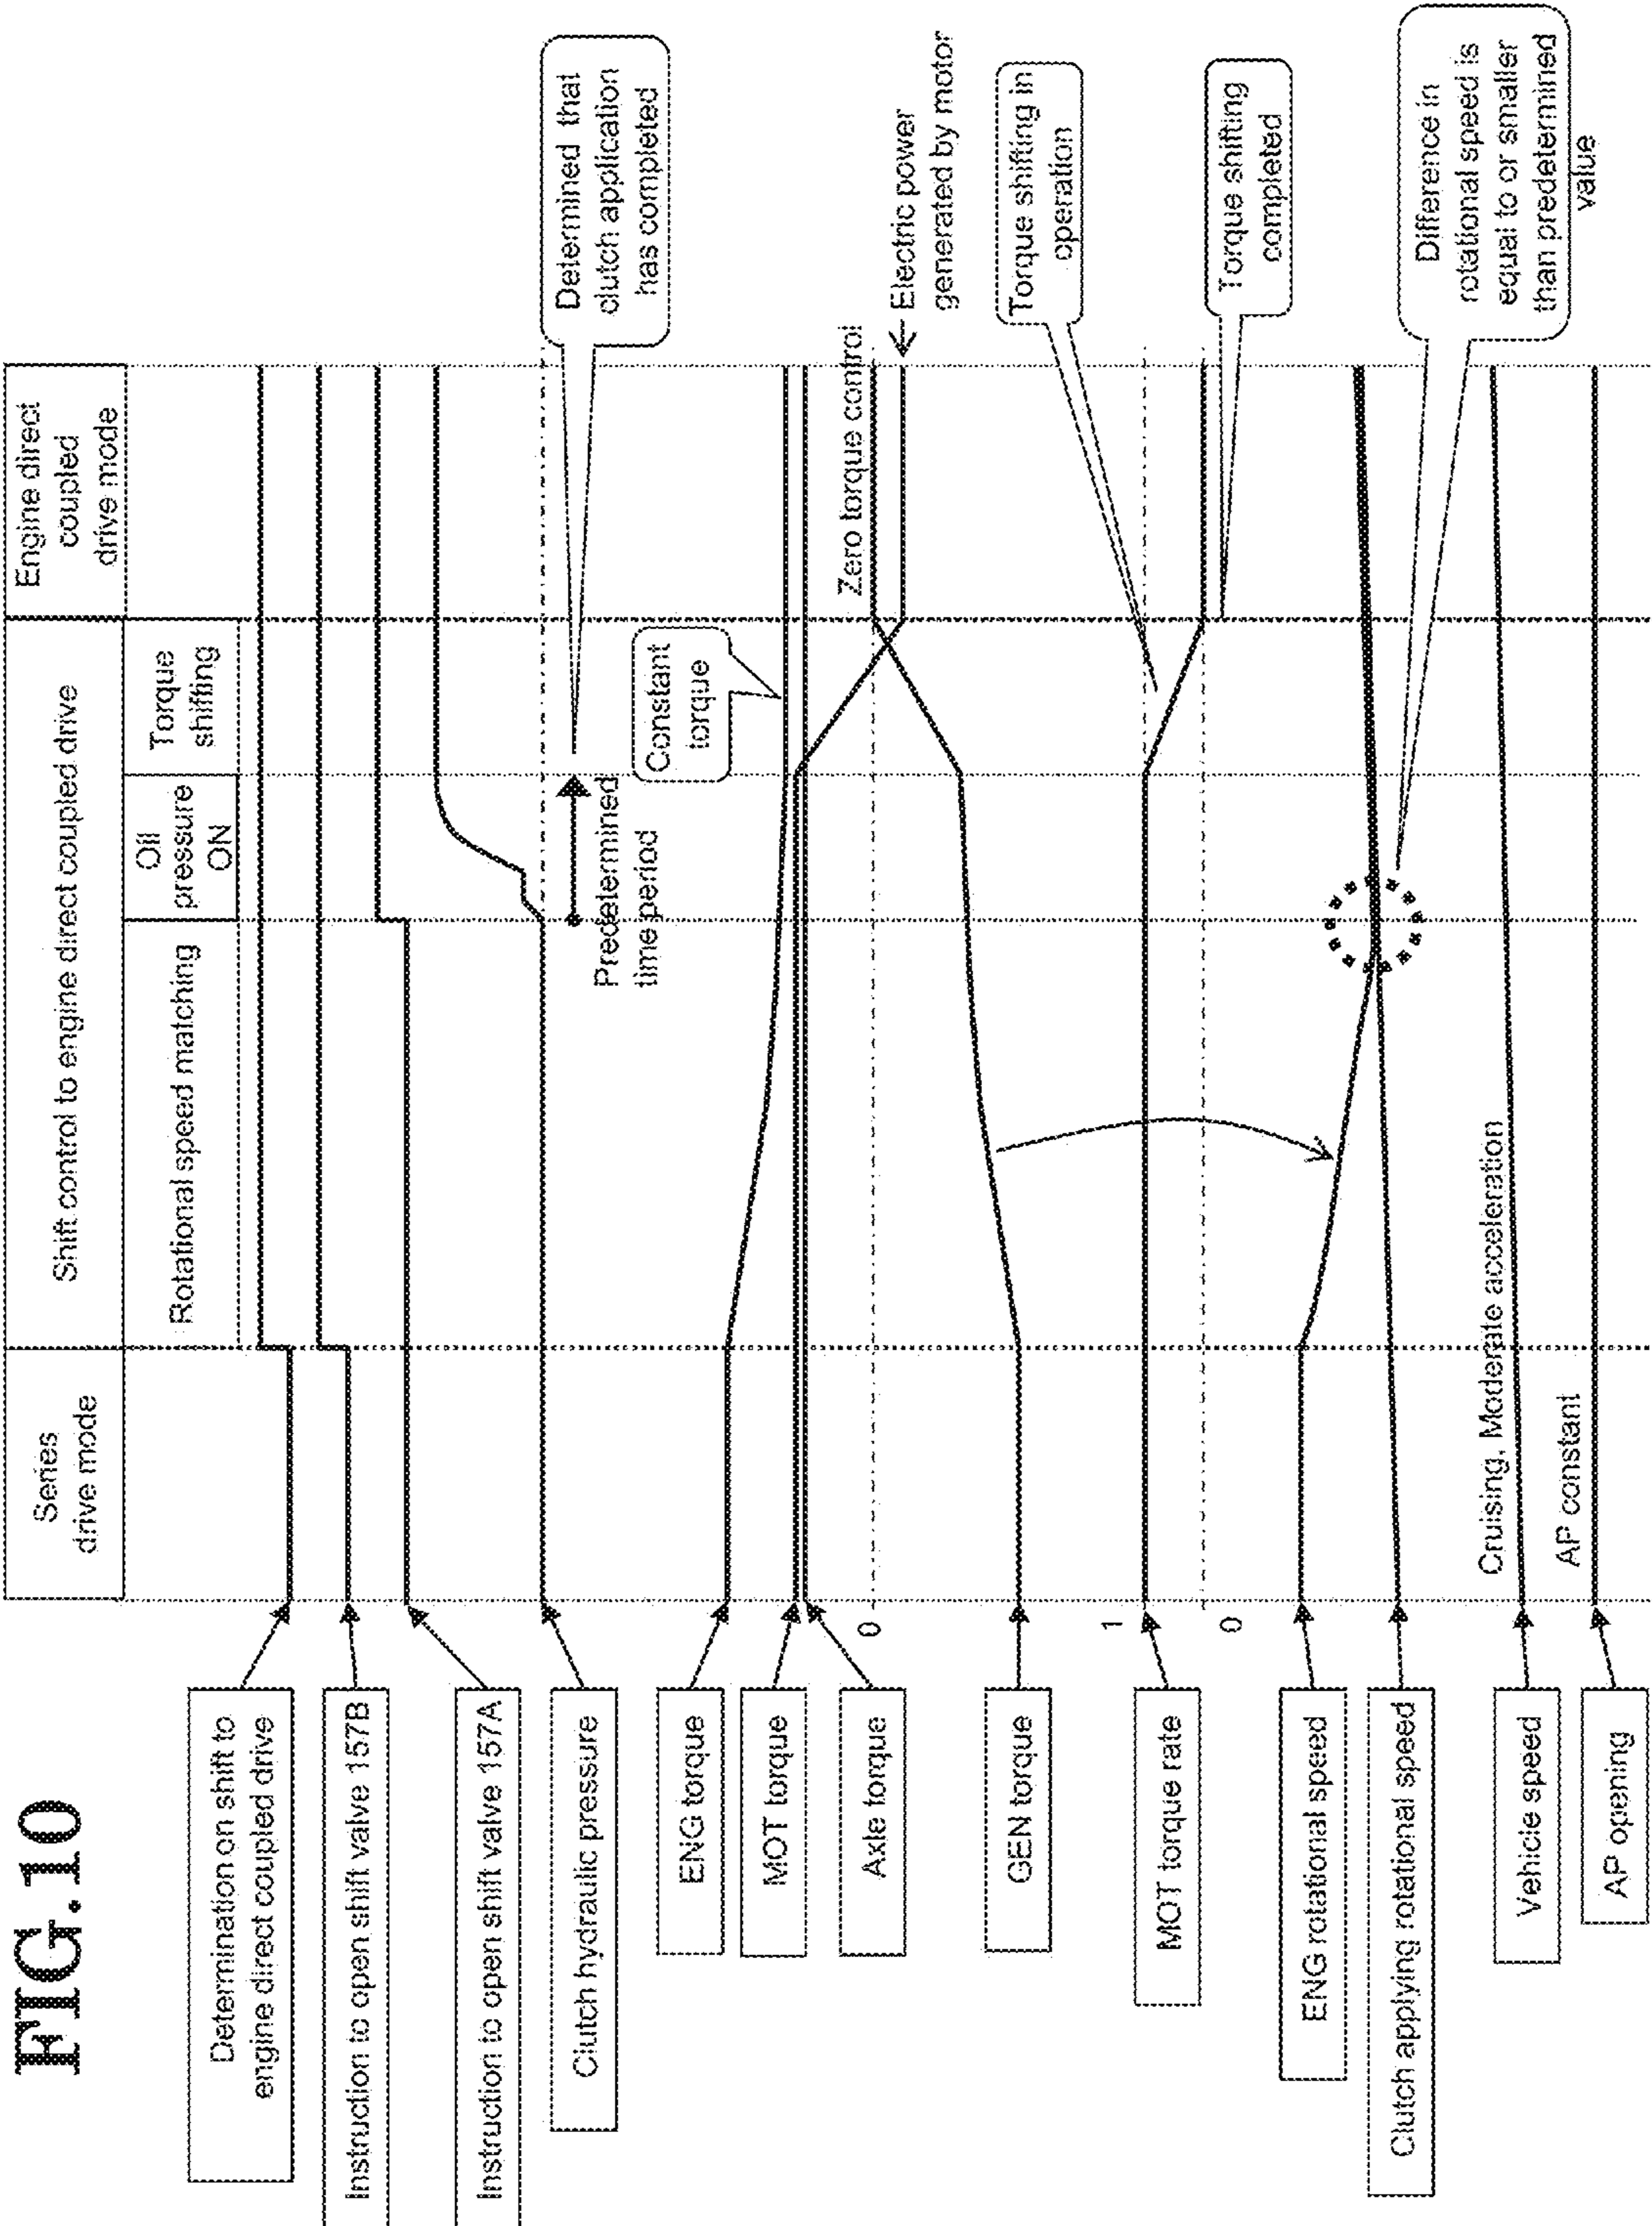 FIG.10
Series
drive mode
Shift control to engine direct coupled drive
Engine direct
coupled
drive mode
Rotational speed matching
Oil
pressure
ON
Torque
shifting
Determination on shift to
engine direct coupled drive
Instruction to open shift valve 157B
Instruction to open shift valve 157A
Clutch hydraulic pressure
Determined that
clutch application
has completed
Predetermined
time period
ENG torque
MOT torque
Axle torque
Constant
torque
0
Zero torque control
Electric power
generated by motor
GEN torque
1
MOT torque rate
0
Torque shifting in
operation
Torque shifting
completed
ENG rotational speed
Clutch applying rotational speed
Difference in
rotational speed is
equal to or smaller
than predetermined
value
Cruising, Moderate acceleration
Vehicle speed
AP constant
AP opening